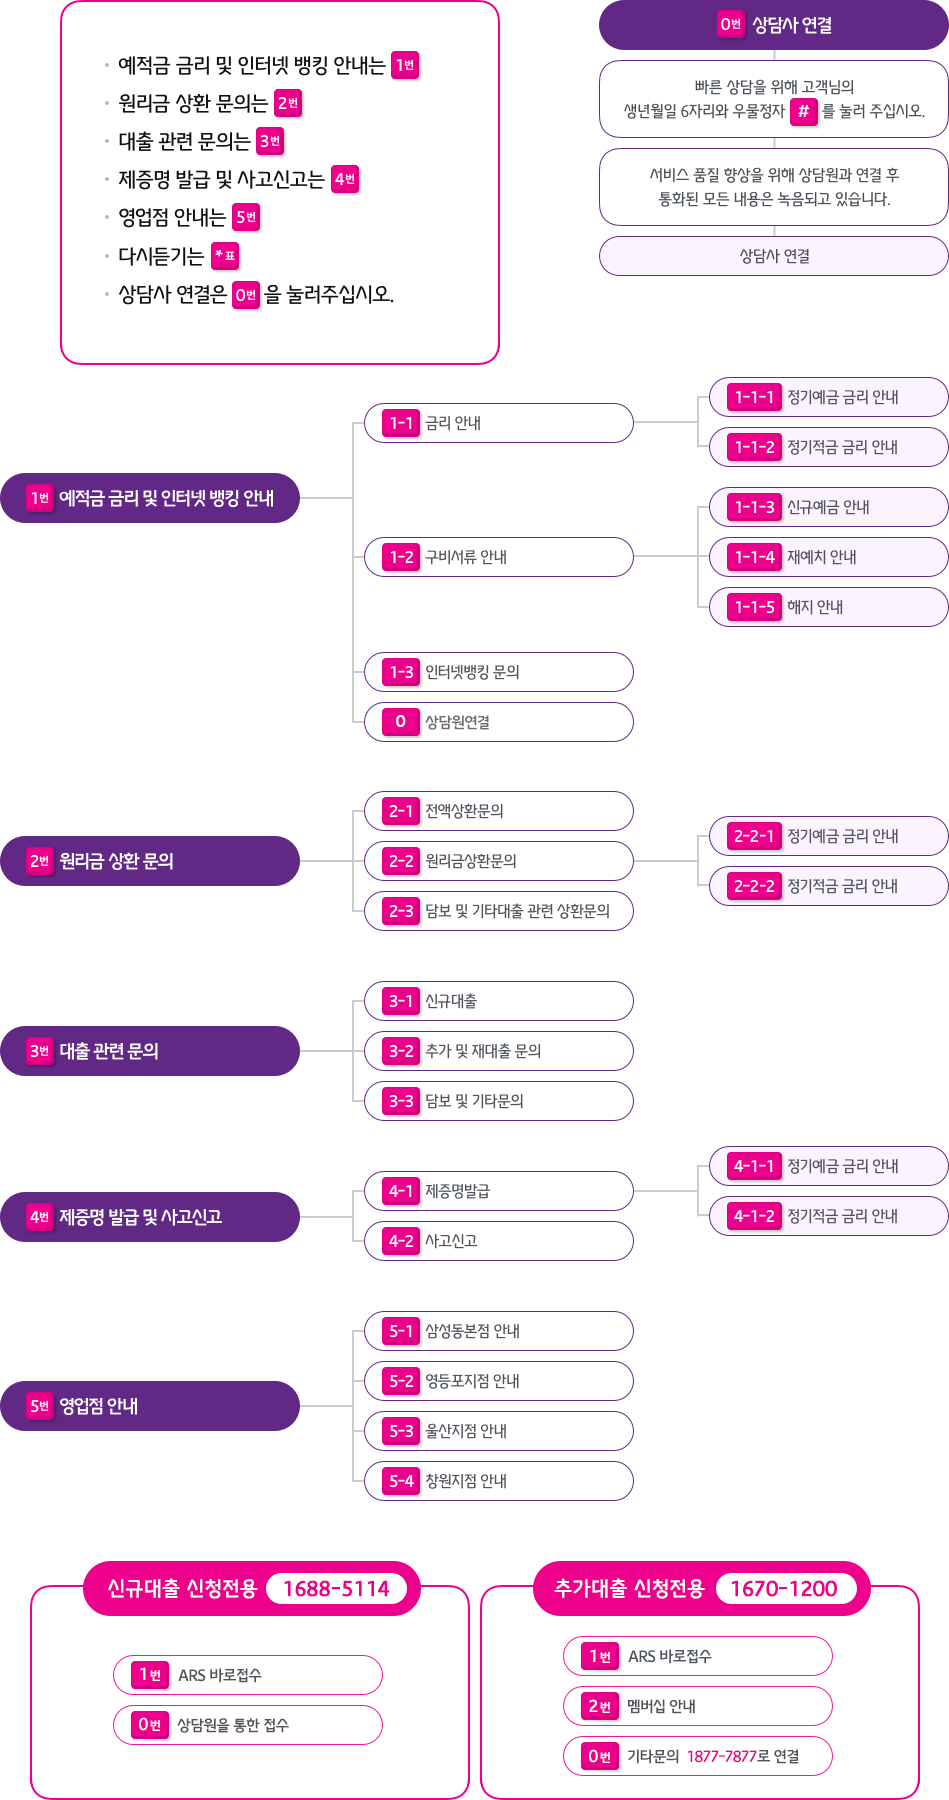 예적금 금리 및 인터넷 뱅킹 안내는 1번
원리금 상환 문의는 2번
대출 관련 문의는 3번
제증명 발급 및 사고신고는 4번
영업점 안내는 5번
다시듣기는 *표
상담사 연결은 0번 을 눌러주십시오.
0번 상담사 연결
빠른 상담을 위해 고객님의
생년월일 6자리와 우물정자 # 를 눌러 주십시오.
서비스 품질 향상을 위해 상담원과 연결 후
통화된 모든 내용은 녹음되고 있습니다.
상담사 연결
1번 예적금 금리 및 인터넷 뱅킹 안내
1-1 금리 안내
1-1-1 정기예금 금리 안내
1-1-2 정기적금 금리 안내
1-2 구비서류 안내
1-1-3 신규예금 안내
1-1-4 재예치 안내
1-1-5 해지 안내
1-3 인터넷뱅킹 문의
0 상담원연결
2번 원리금 상환 문의
2-1 전액상환문의
2-2 원리금상환문의
2-2-1 정기예금 금리 안내
2-2-2 정기적금 금리 안내
2-3 담보 및 기타대출 관련 상환문의
3번 대출 관련 문의
3-1 신규대출
3-2 추가 및 재대출 문의
3-3 담보 및 기타문의
4번 제증명 발급 및 사고신고
4-1 제증명발급
4-1-1 정기예금 금리 안내
4-1-2 정기적금 금리 안내
4-2 사고신고
5번 영업점 안내
5-1 삼성동본점 안내
5-2 영등포지점 안내
5-3 울산지점 안내
5-4 창원지점 안내
신규대출 신청전용 1688-5114
1번 ARS 바로접수
0번 상담원을 통한 접수
추가대출 신청전용 1670-1200
1번 ARS 바로접수
2번 멤버십 안내
0번 기타문의 1877-7877로 연결